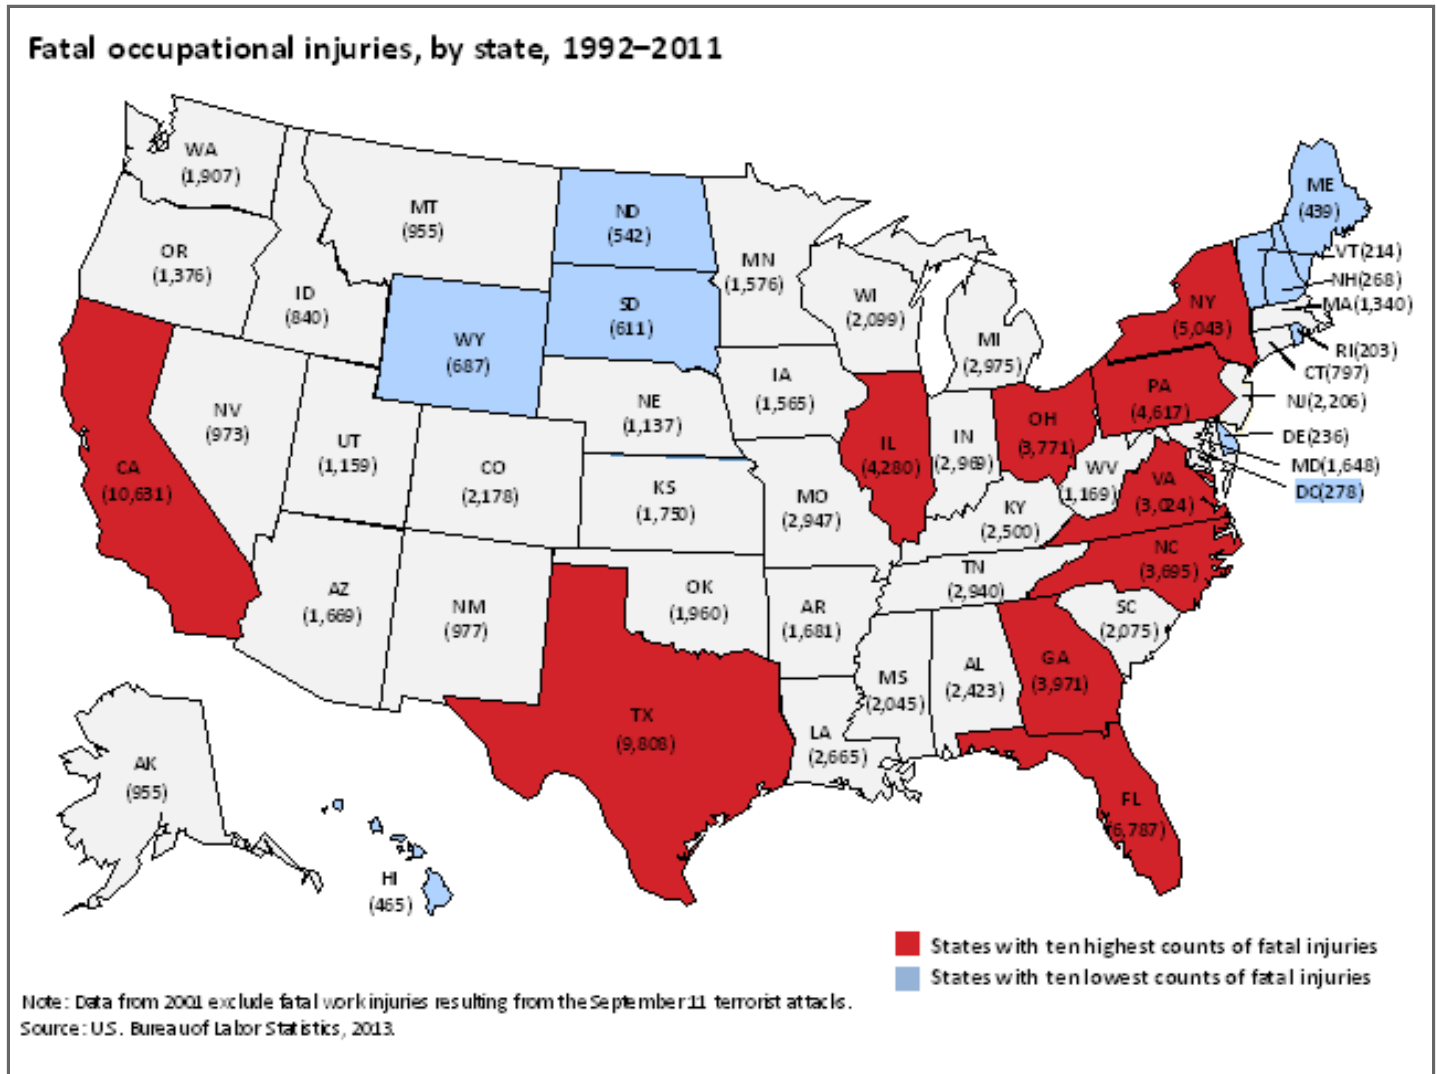 Fatal occupational injuries, by state, 1992–2011
WA
(1,907)
MT
(955)
ND
(542)
MN
(1,576)
ME
(439)
OR
(1,376)
ID
(840)
WY
(687)
SD
(611)
WI
(2,099)
MI
(2,975)
NY
(5,043)
VT(214)
NH(268)
MA(1,340)
RI(203)
CT(797)
NJ(2,206)
DE(236)
MD(1,648)
DC(278)
NV
(973)
UT
(1,159)
CO
(2,178)
NE
(1,137)
IA
(1,565)
IL
(4,280)
IN
(2,969)
OH
(3,771)
PA
(4,617)
CA
(10,631)
KS
(1,750)
MO
(2,947)
KY
(2,500)
WV
(1,169)
VA
(3,024)
AZ
(1,669)
NM
(977)
OK
(1,960)
AR
(1,681)
TN
(2,940)
NC
(3,695)
SC
(2,075)
TX
(9,808)
LA
(2,665)
MS
(2,045)
AL
(2,423)
GA
(3,971)
FL
(6,787)
AK
(955)
HI
(465)
States with ten highest counts of fatal injuries
States with ten lowest counts of fatal injuries
Note: Data from 2001 exclude fatal work injuries resulting from the September 11 terrorist attacks.
Source: U.S. Bureau of Labor Statistics, 2013.